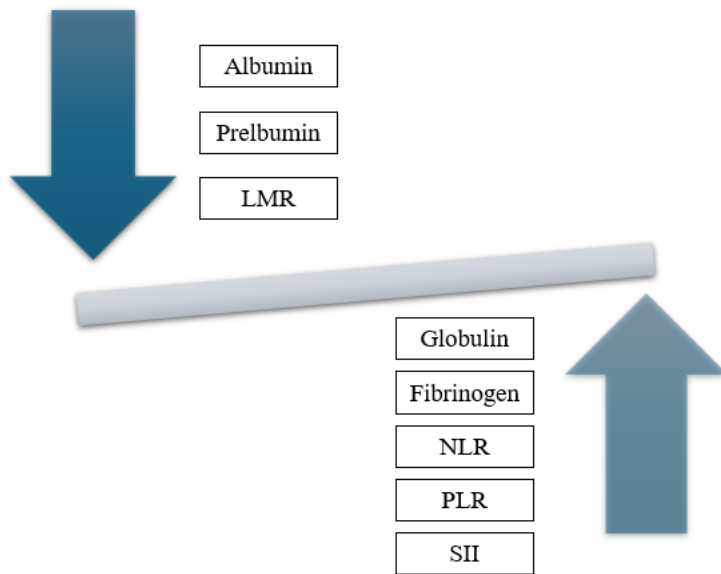 Albumin
Prelbumin
LMR
Globulin
Fibrinogen
NLR
PLR
SII